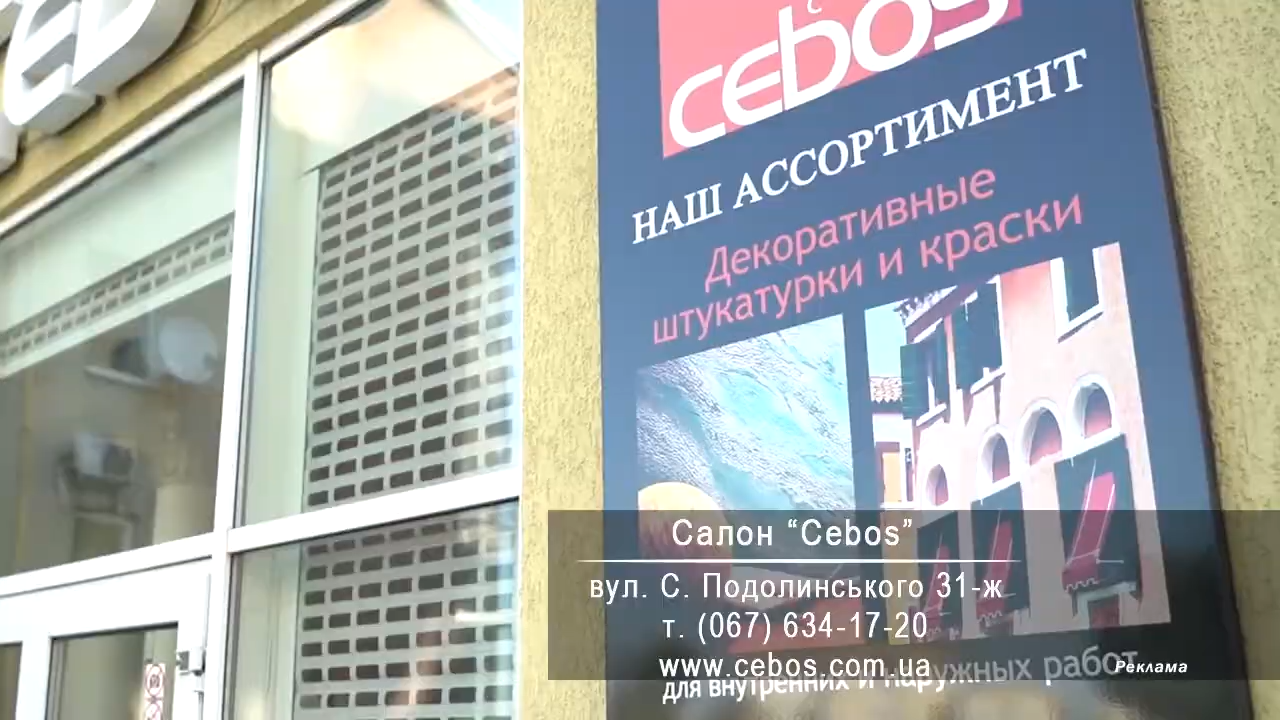 cebos
НАШ АССОРТИМЕНТ
Декоративные
штукатурки и краски
Салон “Cebos”
вул. С. Подолинського 31-ж
т. (067) 634-17-20
www.cebos.com.ua
Реклама
для внутренних и наружных работ